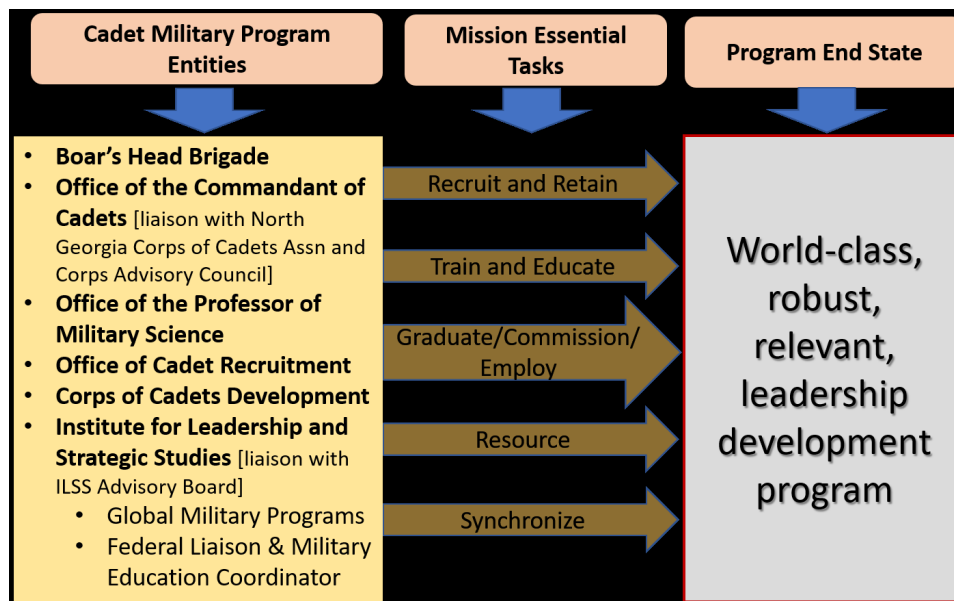 Cadet Military Program
Entities
Mission Essential
Tasks
Program End State
• Boar's Head Brigade
• Office of the Commandant of
Cadets [liaison with North
Georgia Corps of Cadets Assn and
Corps Advisory Council]
• Office of the Professor of
Military Science
• Office of Cadet Recruitment
• Corps of Cadets Development
• Institute for Leadership and
Strategic Studies [liaison with
ILSS Advisory Board]
• Global Military Programs
• Federal Liaison & Military
Education Coordinator
Recruit and Retain
Train and Educate
Graduate/Commission/
Employ
Resource
Synchronize
World-class,
robust,
relevant,
leadership
development
program